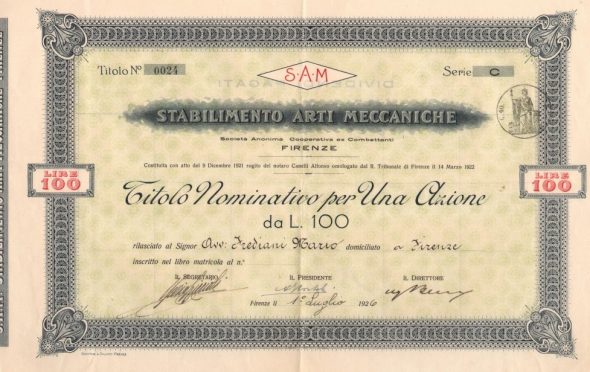 Titolo Nº 0024
S·A·M
Serie C
STABILIMENTO ARTI MECCANICHE
Società Anonima Cooperativa ex Combattenti
FIRENZE
Costituita con atto del 9 Dicembre 1921 rogito del notaro Caselli Alfonso omologato dal R. Tribunale di Firenze il 14 Marzo 1922
LIRE 100
LIRE 100
Titolo Nominativo per Una Azione
da L. 100
rilasciato al Signor Avv. Frediani Mario domiciliato a Firenze
inscritto nel libro matricola al n.º
IL SEGRETARIO
IL PRESIDENTE
IL DIRETTORE
Firenze li 1º Luglio 1926